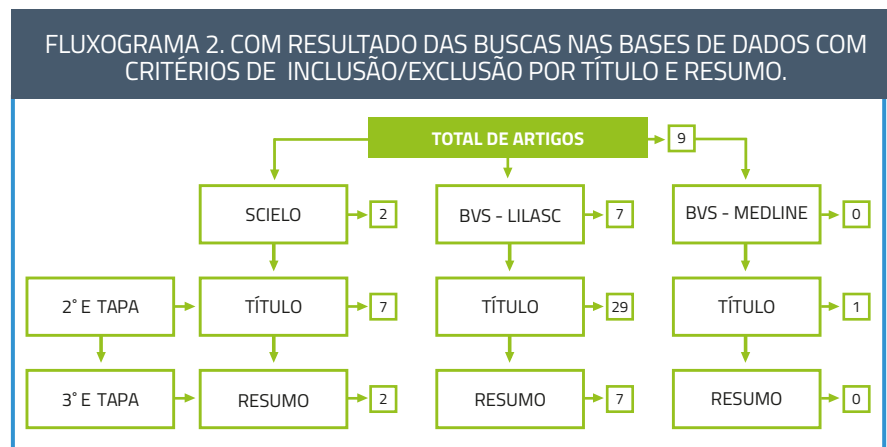 FLUXOGRAMA 2. COM RESULTADO DAS BUSCAS NAS BASES DE DADOS COM
CRITÉRIOS DE INCLUSÃO/EXCLUSÃO POR TÍTULO E RESUMO.
TOTAL DE ARTIGOS 9
SCIELO 2 BVS - LILASC 7 BVS - MEDLINE 0
2° E TAPA TÍTULO 7 TÍTULO 29 TÍTULO 1
3° E TAPA RESUMO 2 RESUMO 7 RESUMO 0